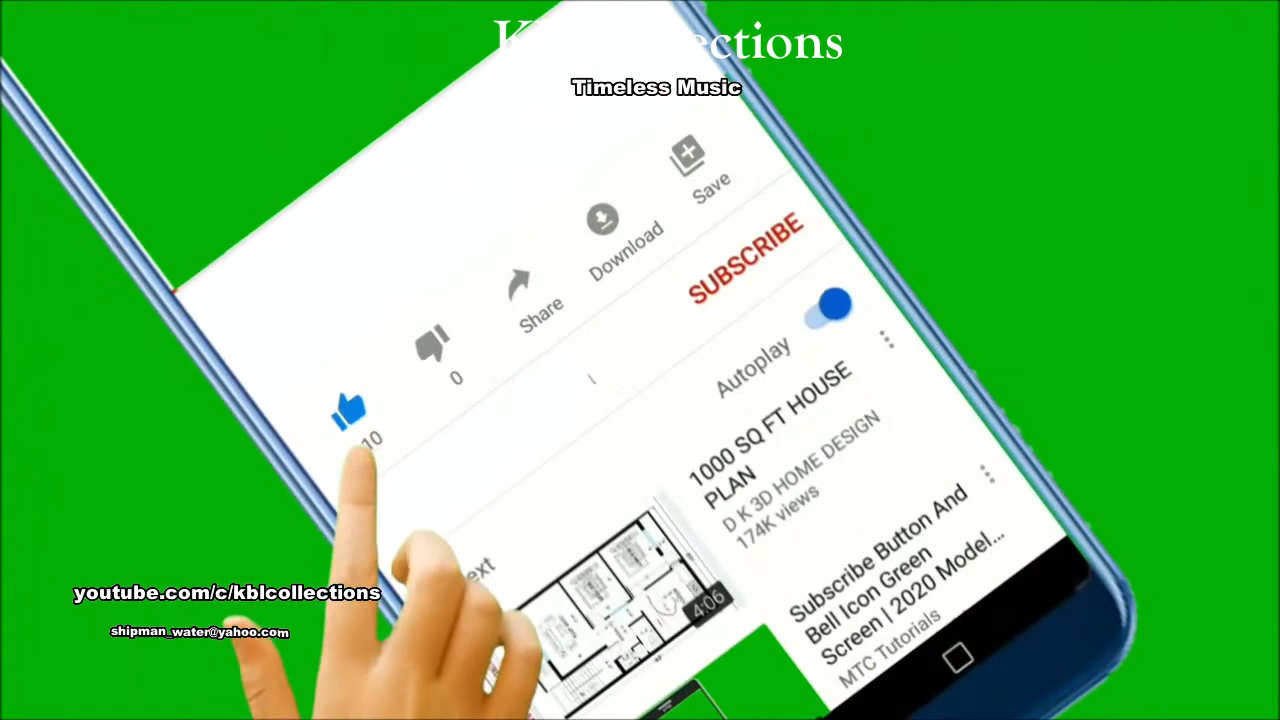 ections
Timeless Music
Save
Download
Share
0
10
SUBSCRIBE
Autoplay
ext
1000 SQ FT HOUSE
PLAN
D K 3D HOME DESIGN
174K views
4:06
Subscribe Button And
Bell Icon Green
Screen | 2020 Model...
MTC Tutorials
youtube.com/c/kblcollections
shipman_water@yahoo.com